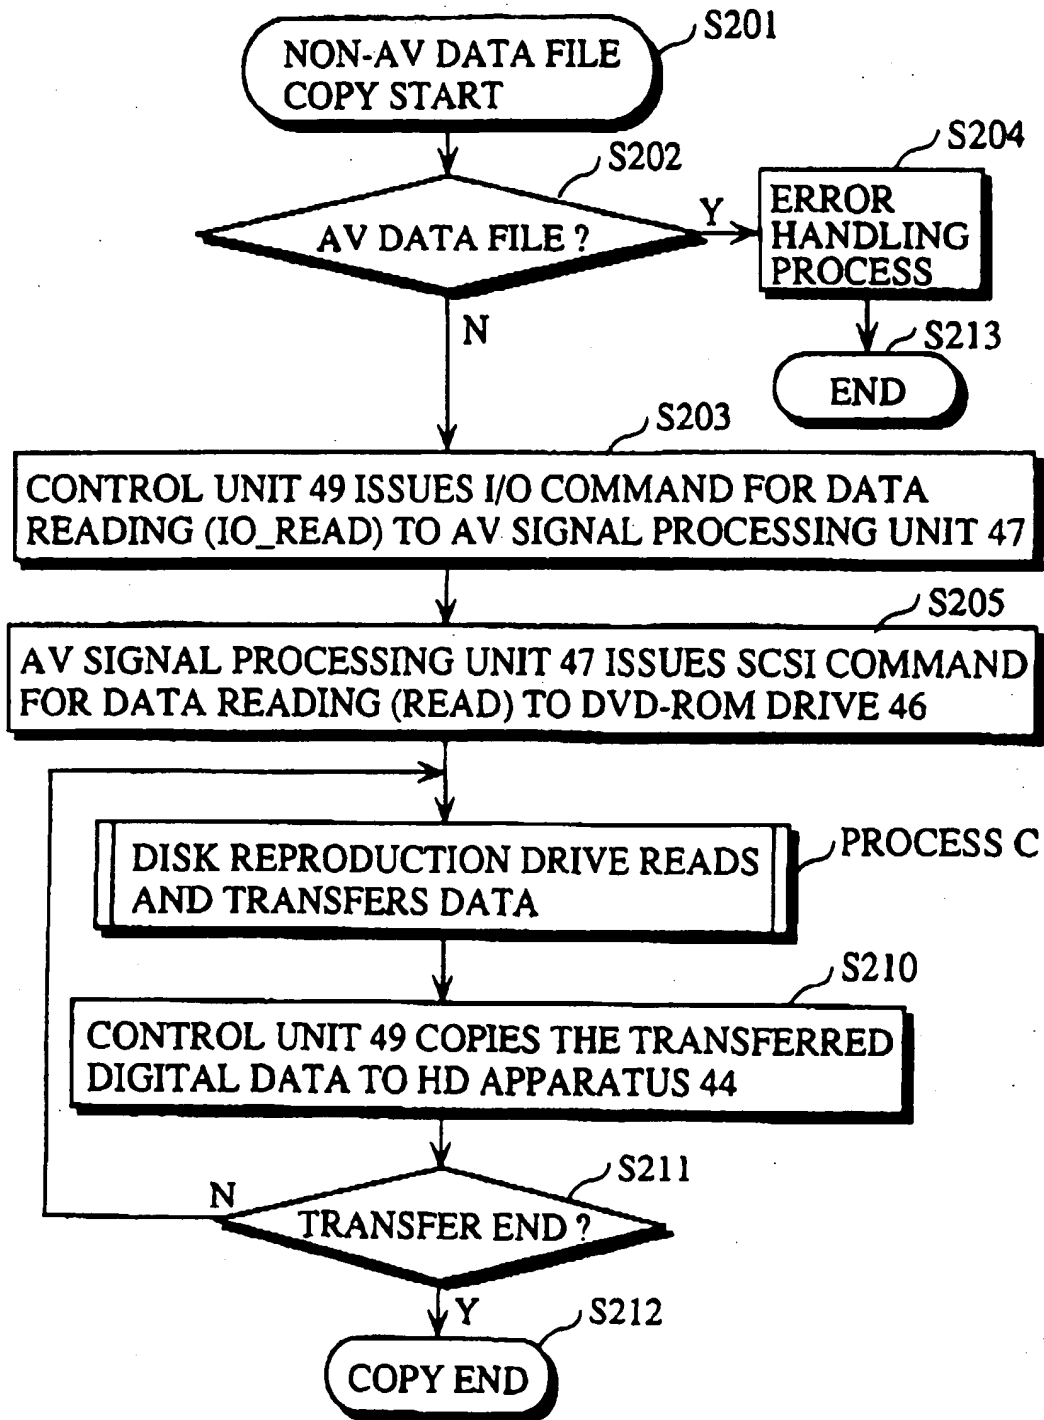 S201
NON-AV DATA FILE
COPY START
S202
AV DATA FILE ?
Y
N
S204
ERROR
HANDLING
PROCESS
S213
END
S203
CONTROL UNIT 49 ISSUES I/O COMMAND FOR DATA
READING (IO_READ) TO AV SIGNAL PROCESSING UNIT 47
S205
AV SIGNAL PROCESSING UNIT 47 ISSUES SCSI COMMAND
FOR DATA READING (READ) TO DVD-ROM DRIVE 46
DISK REPRODUCTION DRIVE READS
AND TRANSFERS DATA
PROCESS C
S210
CONTROL UNIT 49 COPIES THE TRANSFERRED
DIGITAL DATA TO HD APPARATUS 44
S211
N
TRANSFER END ?
Y
S212
COPY END